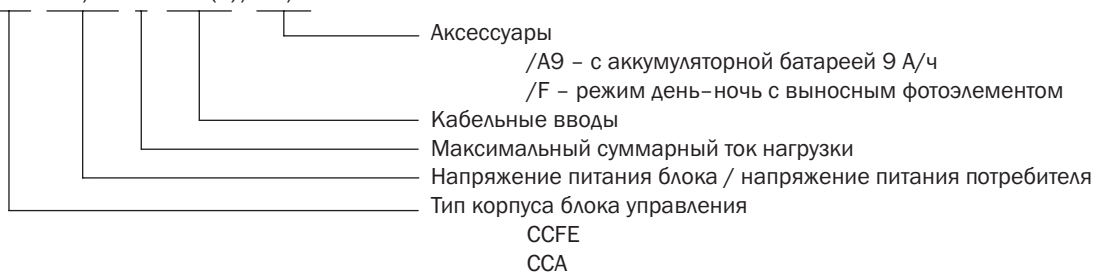 Аксессуары
/A9 – с аккумуляторной батареей 9 А/ч
/F – режим день–ночь с выносным фотоэлементом
Кабельные вводы
Максимальный суммарный ток нагрузки
Напряжение питания блока / напряжение питания потребителя
Тип корпуса блока управления
CCFE
CCA